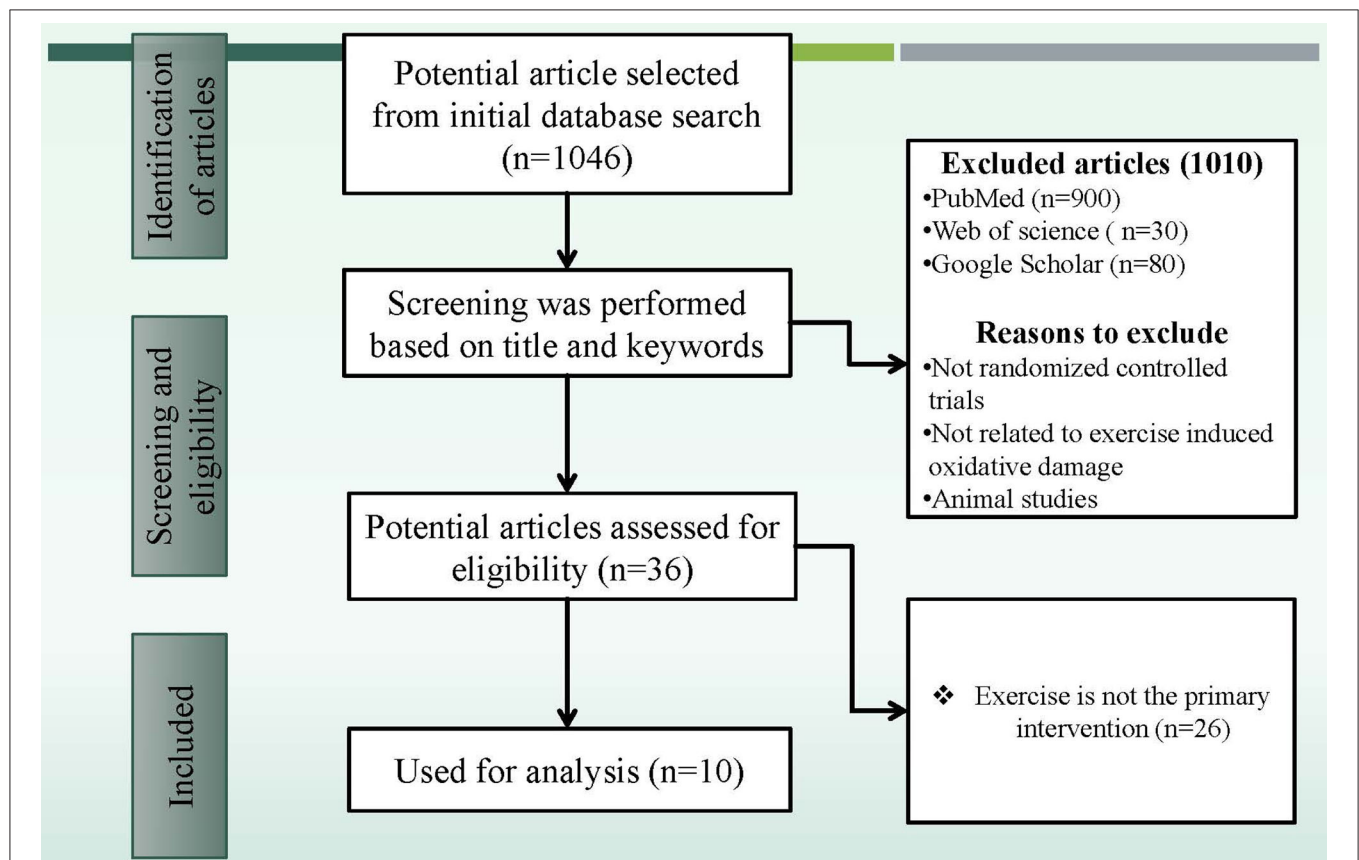 Identification
of articles
Potential article selected
from initial database search
(n=1046)
Excluded articles (1010)
•PubMed (n=900)
•Web of science ( n=30)
•Google Scholar (n=80)
Reasons to exclude
•Not randomized controlled
trials
•Not related to exercise induced
oxidative damage
•Animal studies
Screening and
eligibility
Screening was performed
based on title and keywords
Potential articles assessed for
eligibility (n=36)
❖ Exercise is not the primary
intervention (n=26)
Included
Used for analysis (n=10)